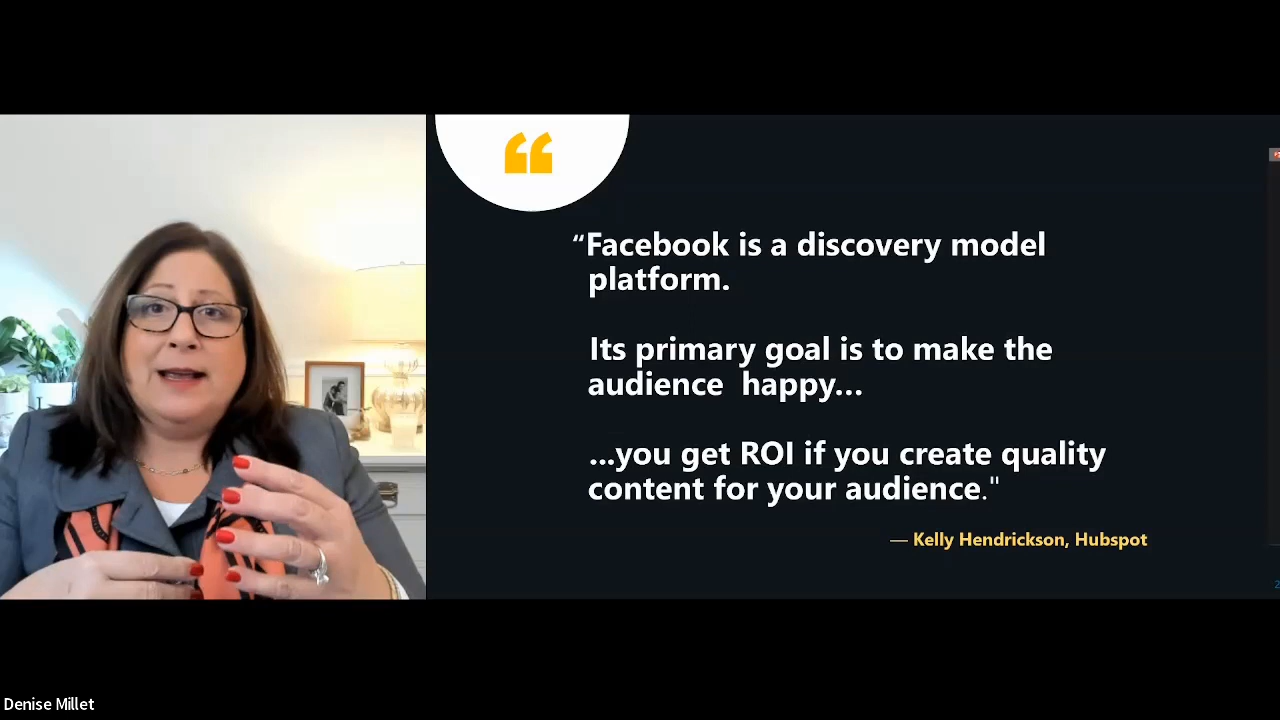 “Facebook is a discovery model
platform.
Its primary goal is to make the
audience  happy...
...you get ROI if you create quality
content for your audience."
— Kelly Hendrickson, Hubspot
2
Denise Millet